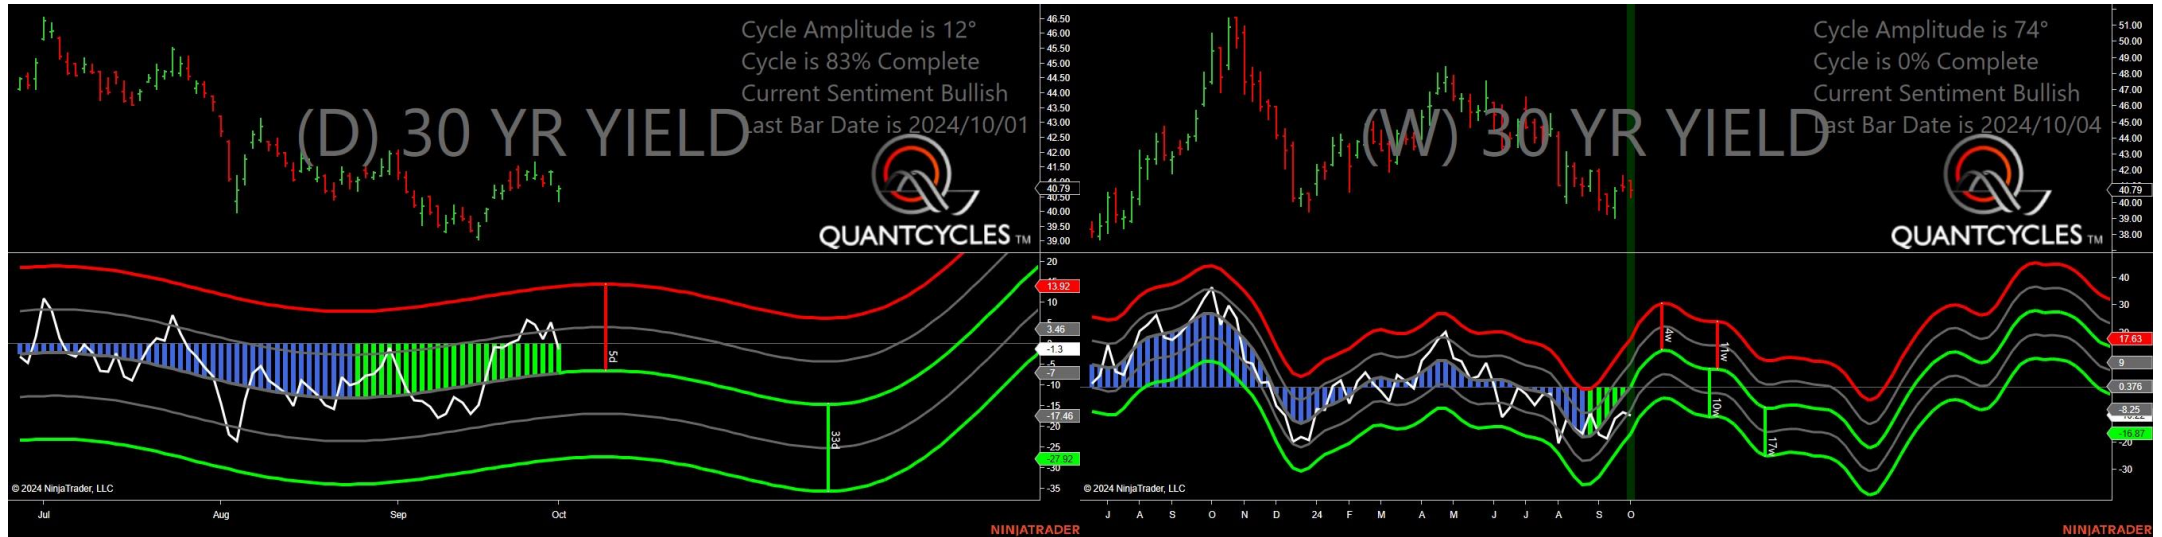 Cycle Amplitude is 12°
Cycle is 83% Complete
Current Sentiment Bullish
Last Bar Date is 2024/10/01
(D) 30 YR YIELD
QUANTCYCLES TM
46.50
46.00
45.50
45.00
44.50
44.00
43.50
43.00
42.50
42.00
41.50
40.79
40.50
40.00
39.50
39.00
20
13.92
10
3.46
-1.3
-7
-10
-15
-17.46
-20
-25
-27.92
-30
-35
5d
33d
© 2024 NinjaTrader, LLC
Jul
Aug
Sep
Oct
NINJATRADER
Cycle Amplitude is 74°
Cycle is 0% Complete
Current Sentiment Bullish
Last Bar Date is 2024/10/04
(W) 30 YR YIELD
QUANTCYCLES TM
51.00
50.00
49.00
48.00
47.00
46.00
45.00
44.00
43.00
42.00
40.79
40.00
39.00
38.00
40
30
17.63
9
0.376
-8.25
-16.87
-20
-30
4w
11w
10w
17w
© 2024 NinjaTrader, LLC
J A S O N D 24 F M A M J J A S O
NINJATRADER